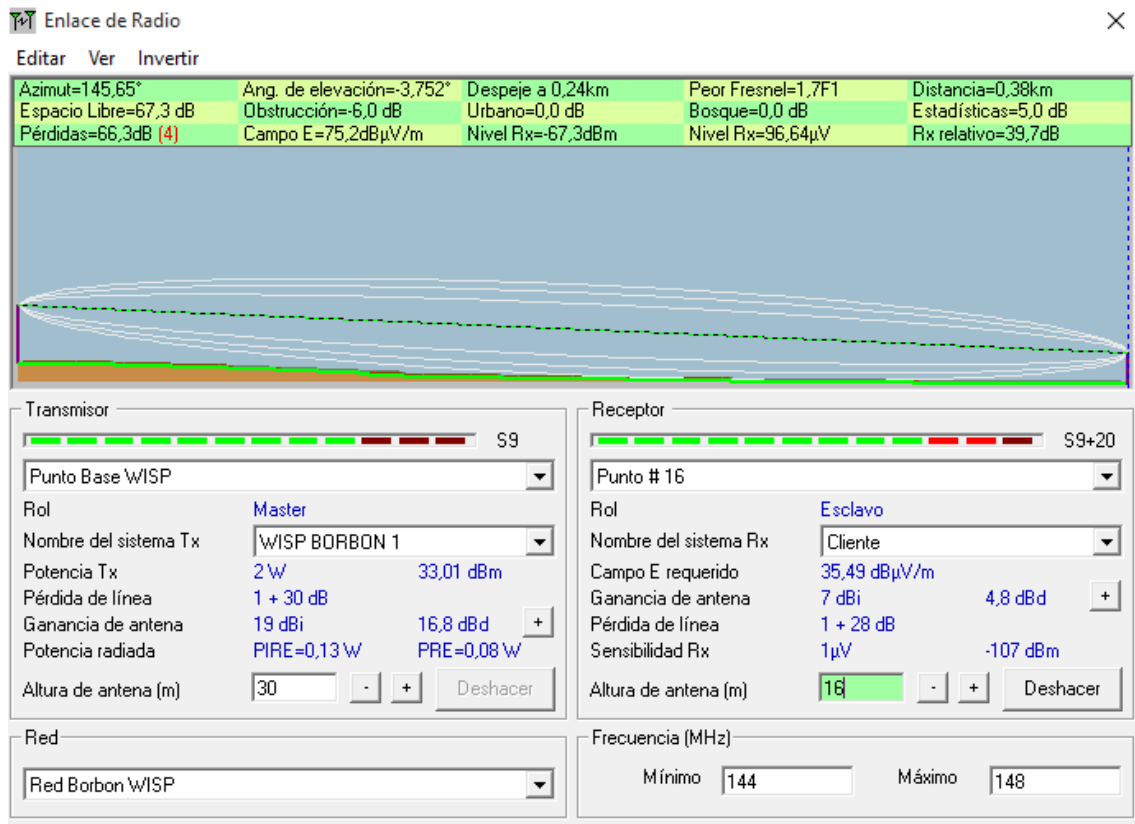 Enlace de Radio
Editar Ver Invertir
Azimut=145,65° Ang. de elevación=-3,752° Despeje a 0,24km Peor Fresnel=1,7F1 Distancia=0,38km
Espacio Libre=67,3 dB Obstrucción=-6,0 dB Urbano=0,0 dB Bosque=0,0 dB Estadísticas=5,0 dB
Pérdidas=66,3dB (4) Campo E=75,2dBµV/m Nivel Rx=-67,3dBm Nivel Rx=96,64µV Rx relativo=39,7dB
Transmisor
S9
Punto Base WISP
Rol Master
Nombre del sistema Tx WISP BORBON 1
Potencia Tx 2 W 33,01 dBm
Pérdida de línea 1 + 30 dB
Ganancia de antena 19 dBi 16,8 dBd +
Potencia radiada PIRE=0,13 W PRE=0,08 W
Altura de antena (m) 30 - + Deshacer
Receptor
S9+20
Punto # 16
Rol Esclavo
Nombre del sistema Rx Cliente
Campo E requerido 35,49 dBµV/m
Ganancia de antena 7 dBi 4,8 dBd +
Pérdida de línea 1 + 28 dB
Sensibilidad Rx 1µV -107 dBm
Altura de antena (m) 16 - + Deshacer
Red
Red Borbon WISP
Frecuencia (MHz)
Mínimo 144 Máximo 148